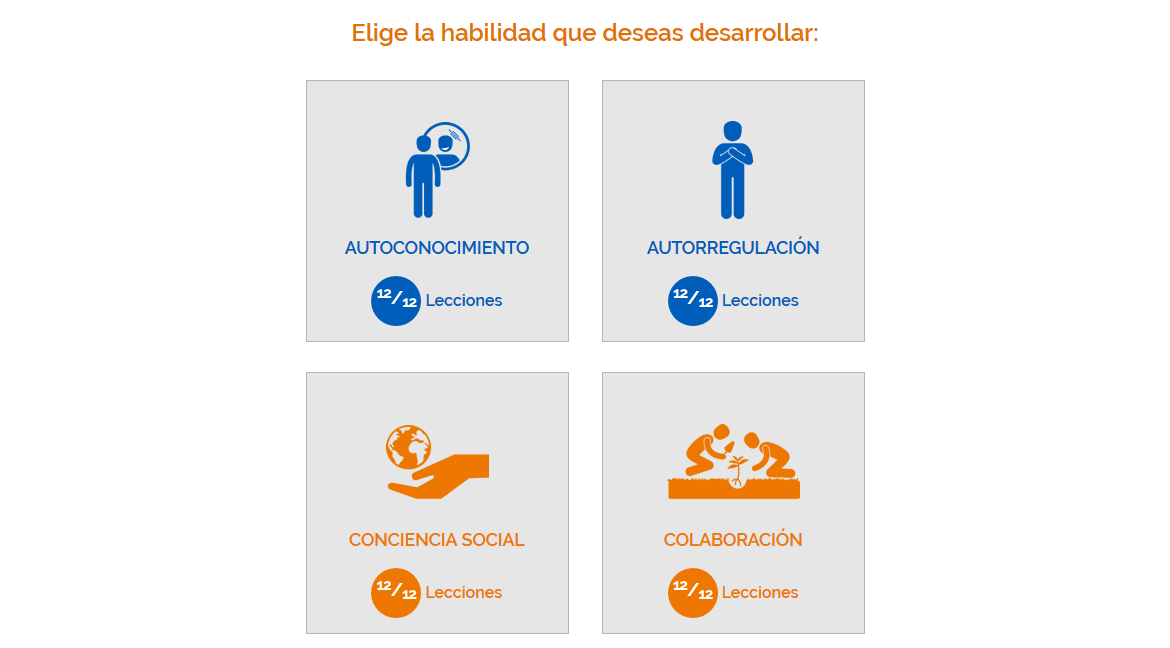 Elige la habilidad que deseas desarrollar:
AUTOCONOCIMIENTO
12/12 Lecciones
AUTORREGULACIÓN
12/12 Lecciones
CONCIENCIA SOCIAL
12/12 Lecciones
COLABORACIÓN
12/12 Lecciones